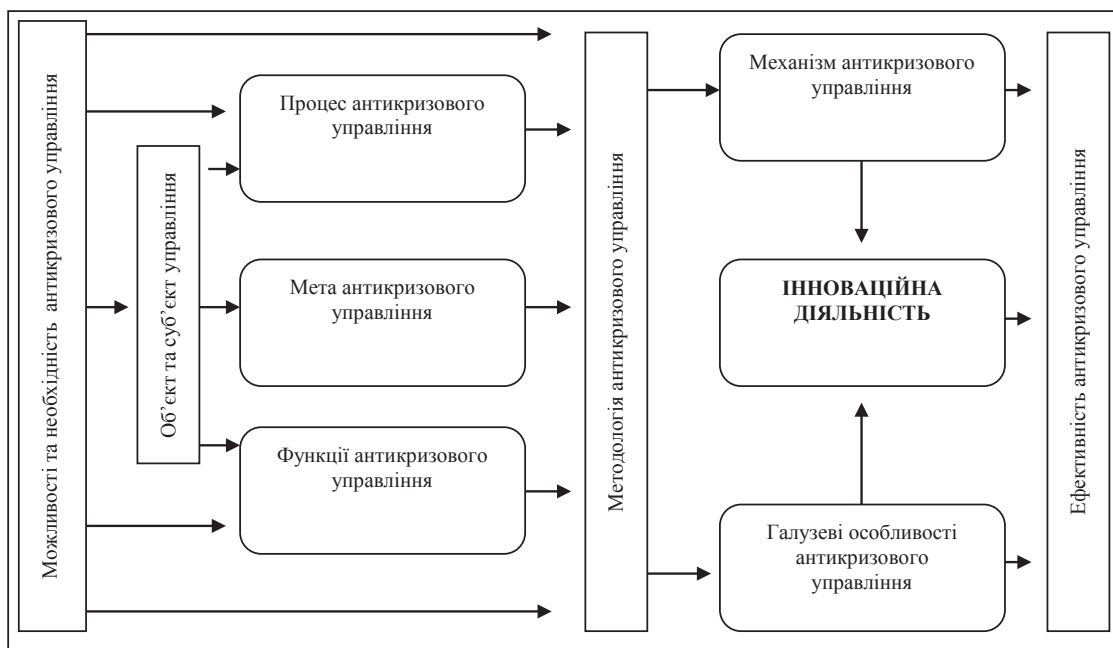 Можливості та необхідність антикризового управління
Об’єкт та суб’єкт управління
Процес антикризового
управління
Мета антикризового
управління
Функції антикризового
управління
Методологія антикризового управління
Механізм антикризового
управління
ІННОВАЦІЙНА
ДІЯЛЬНІСТЬ
Галузеві особливості
антикризового
управління
Ефективність антикризового управління